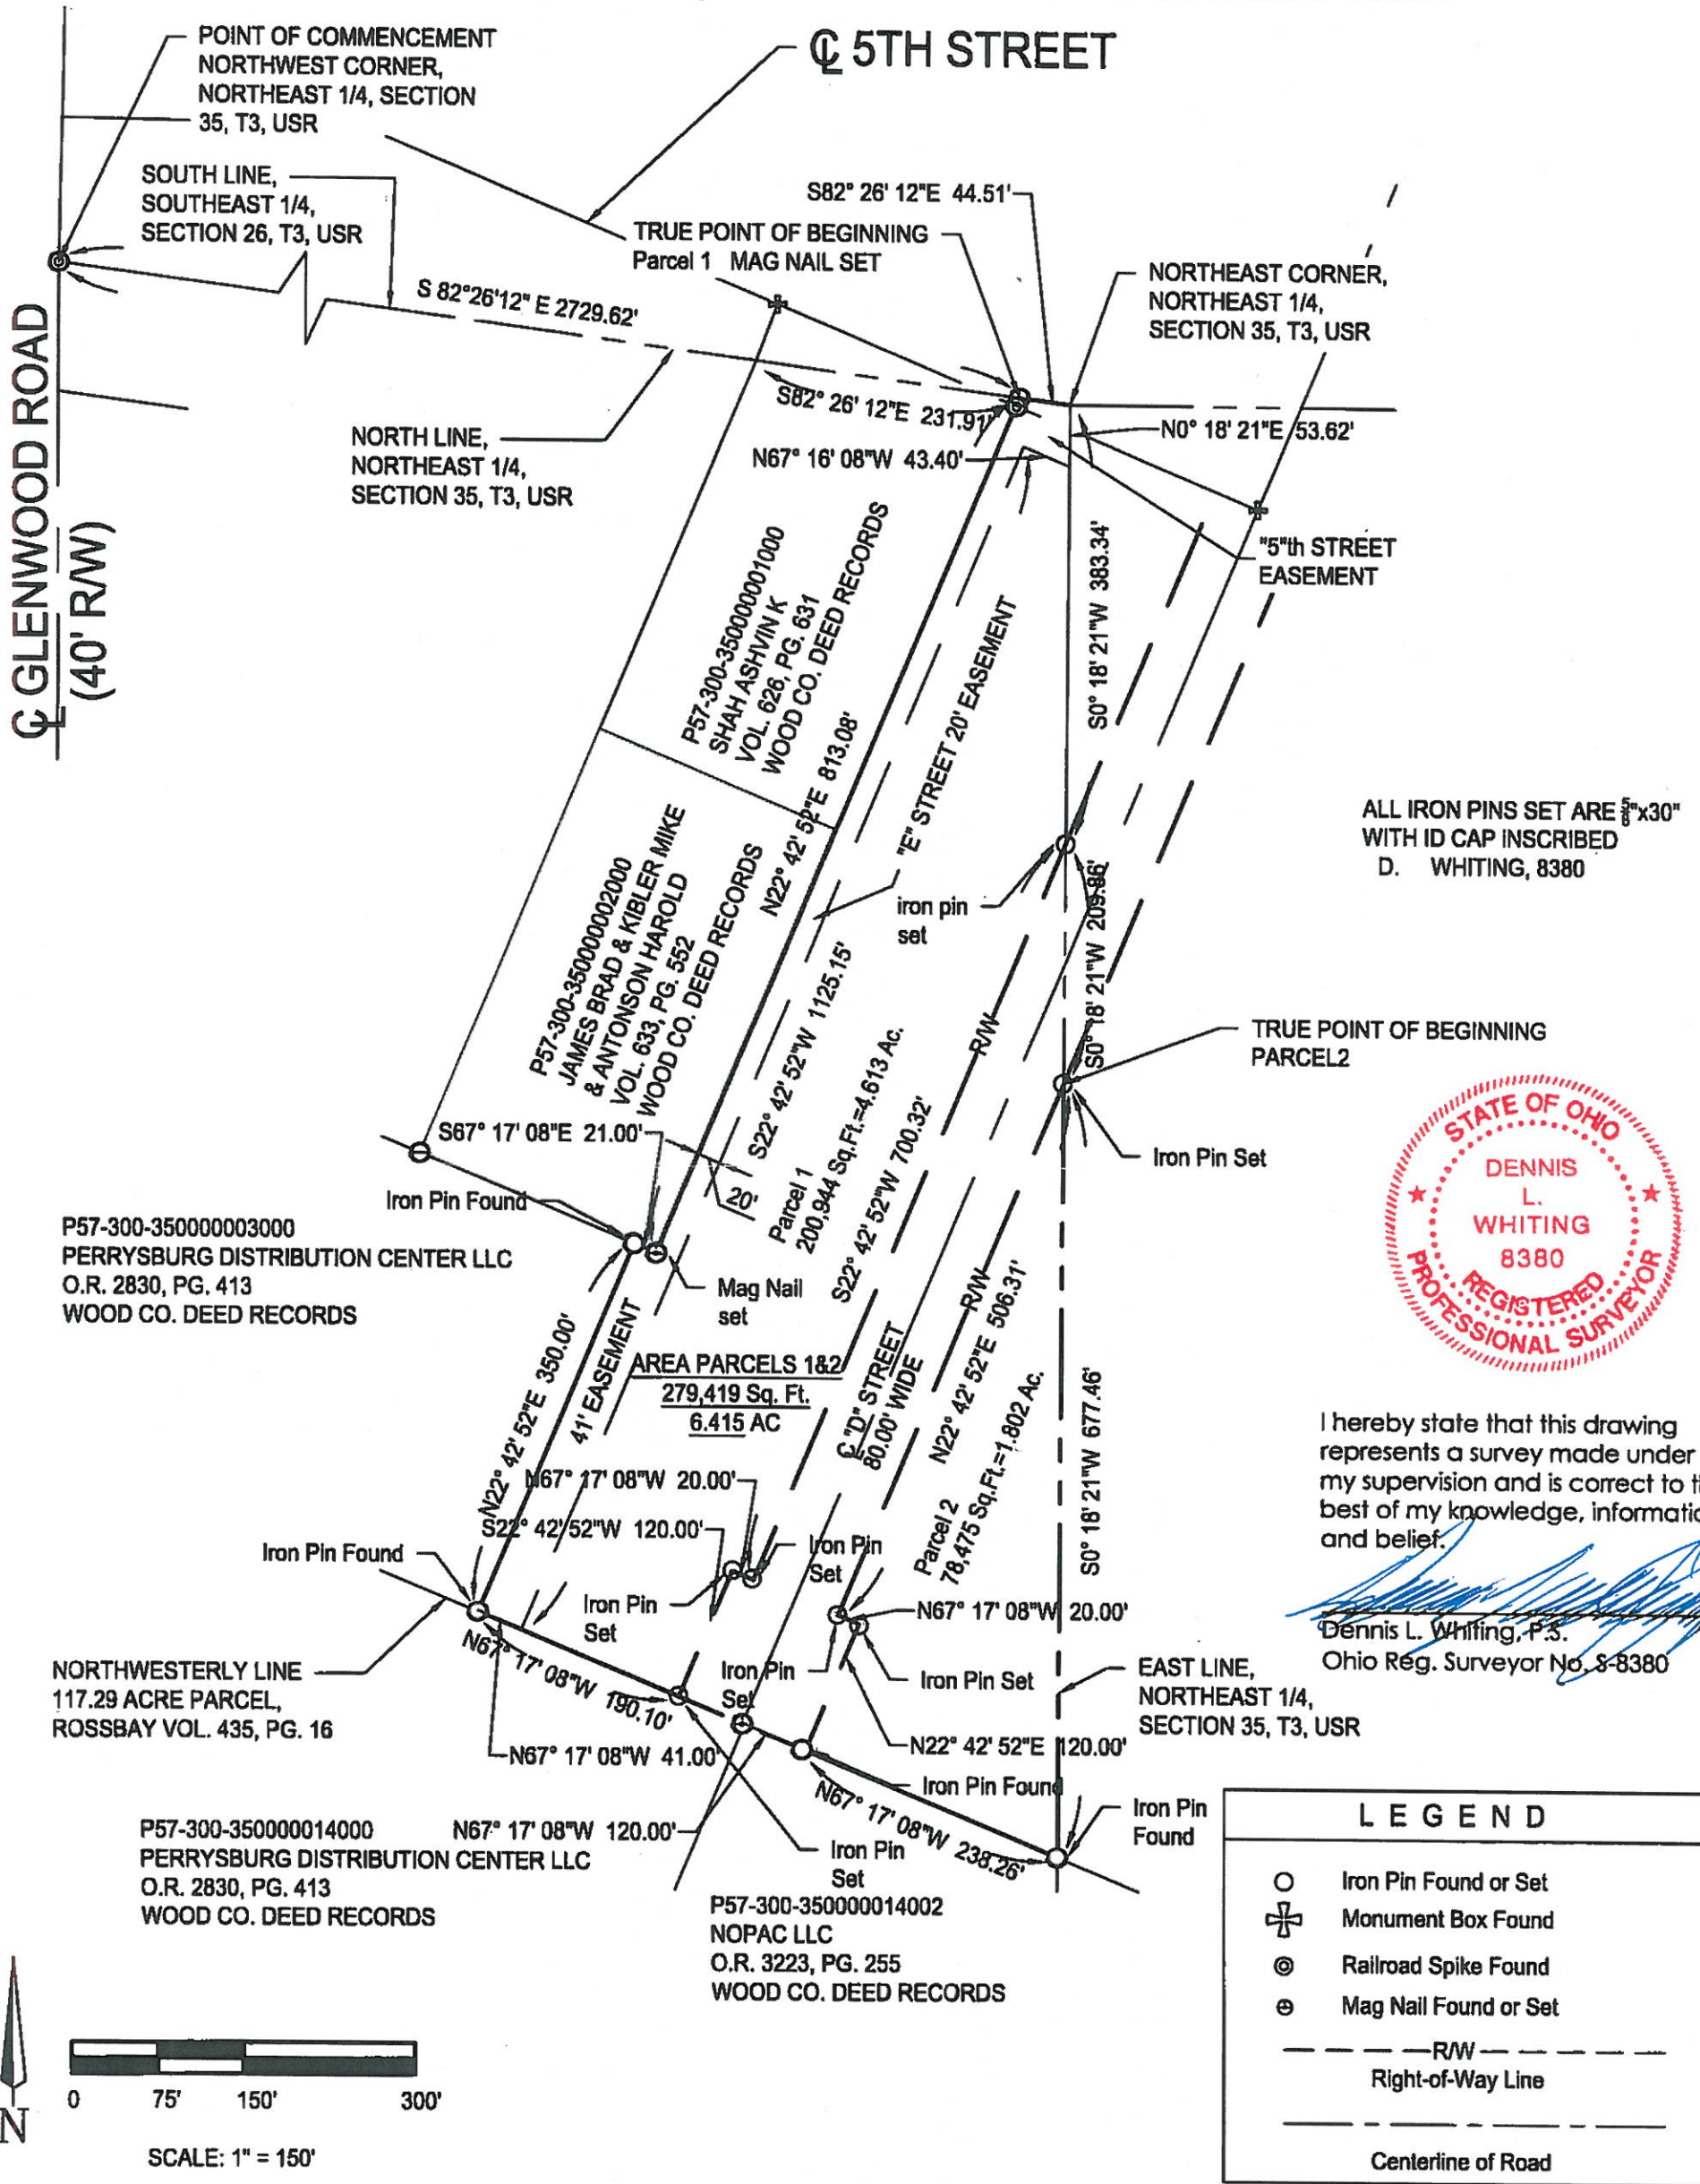 POINT OF COMMENCEMENT
NORTHWEST CORNER,
NORTHEAST 1/4, SECTION
35, T3, USR
℄ 5TH STREET
SOUTH LINE,
SOUTHEAST 1/4,
SECTION 26, T3, USR
S82° 26' 12"E 44.51'
TRUE POINT OF BEGINNING
Parcel 1 MAG NAIL SET
NORTHEAST CORNER,
NORTHEAST 1/4,
SECTION 35, T3, USR
S 82°26'12" E 2729.62'
℄ GLENWOOD ROAD
(40' R/W)
S82° 26' 12"E 231.91'
N0° 18' 21"E 53.62'
NORTH LINE,
NORTHEAST 1/4,
SECTION 35, T3, USR
N67° 16' 08"W 43.40'
"5"th STREET
EASEMENT
P57-300-350000001000
SHAH ASHVIN K
VOL. 626, PG. 631
WOOD CO. DEED RECORDS
S0° 18' 21"W 383.34'
"E" STREET 20' EASEMENT
N22° 42' 52"E 813.08'
ALL IRON PINS SET ARE 5/8"x30"
WITH ID CAP INSCRIBED
D. WHITING, 8380
P57-300-350000002000
JAMES BRAD & KIBLER MIKE
& ANTONSON HAROLD
VOL. 633, PG. 552
WOOD CO. DEED RECORDS
iron pin
set
S0° 18' 21"W 209.86'
S22° 42' 52"W 1125.15'
R/W
TRUE POINT OF BEGINNING
PARCEL2
S67° 17' 08"E 21.00'
20'
Parcel 1
200,944 Sq.Ft.=4.613 Ac.
S22° 42' 52"W 700.32'
Iron Pin Set
STATE OF OHIO
DENNIS
L.
WHITING
8380
REGISTERED
PROFESSIONAL SURVEYOR
Iron Pin Found
P57-300-350000003000
PERRYSBURG DISTRIBUTION CENTER LLC
O.R. 2830, PG. 413
WOOD CO. DEED RECORDS
Mag Nail
set
R/W
N22° 42' 52"E 350.00'
41' EASEMENT
AREA PARCELS 1&2
279,419 Sq. Ft.
6.415 AC
℄ "D" STREET
80.00' WIDE
N22° 42' 52"E 506.31'
Parcel 2
78,475 Sq.Ft.=1.802 Ac.
S0° 18' 21"W 677.46'
I hereby state that this drawing
represents a survey made under
my supervision and is correct to
best of my knowledge,
and belief.
Dennis L. Whiting, P.S.
Ohio Reg. Surveyor No. S-8380
N67° 17' 08"W 20.00'
S22° 42' 52"W 120.00'
Iron Pin
Set
Iron Pin Found
Iron Pin
Set
N67° 17' 08"W 20.00'
N67° 17' 08"W 190.10'
Iron Pin
Set
Iron Pin Set
NORTHWESTERLY LINE
117.29 ACRE PARCEL,
ROSSBAY VOL. 435, PG. 16
EAST LINE,
NORTHEAST 1/4,
SECTION 35, T3, USR
N67° 17' 08"W 41.00'
N22° 42' 52"E 120.00'
Iron Pin Found
N67° 17' 08"W 238.26'
Iron Pin
Found
P57-300-350000014000
PERRYSBURG DISTRIBUTION CENTER LLC
O.R. 2830, PG. 413
WOOD CO. DEED RECORDS
N67° 17' 08"W 120.00'
Iron Pin
Set
P57-300-350000014002
NOPAC LLC
O.R. 3223, PG. 255
WOOD CO. DEED RECORDS
LEGEND
Iron Pin Found or Set
Monument Box Found
Railroad Spike Found
Mag Nail Found or Set
R/W
Right-of-Way Line
Centerline of Road
N
0 75' 150' 300'
SCALE: 1" = 150'